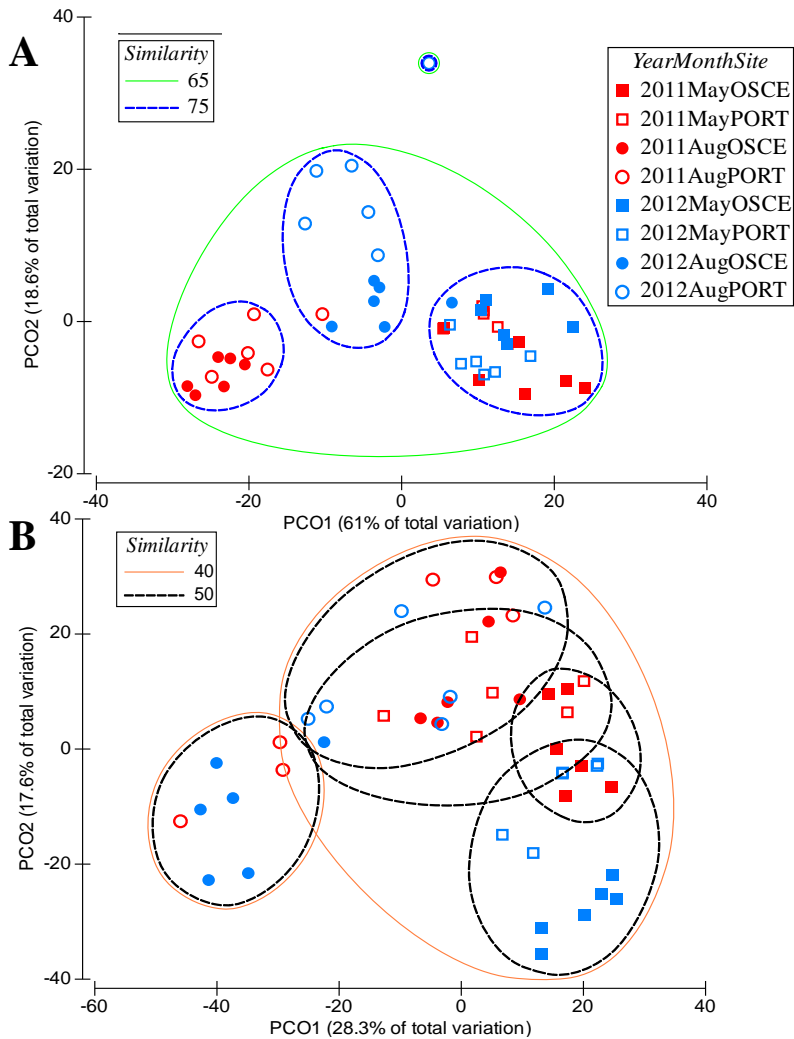 A
Similarity
65
75
YearMonthSite
2011MayOSCE
2011MayPORT
2011AugOSCE
2011AugPORT
2012MayOSCE
2012MayPORT
2012AugOSCE
2012AugPORT
40
20
0
-20
PCO2 (18.6% of total variation)
-40 -20 0 20 40
PCO1 (61% of total variation)
B
Similarity
40
50
40
20
0
-20
-40
PCO2 (17.6% of total variation)
-60 -40 -20 0 20 40
PCO1 (28.3% of total variation)